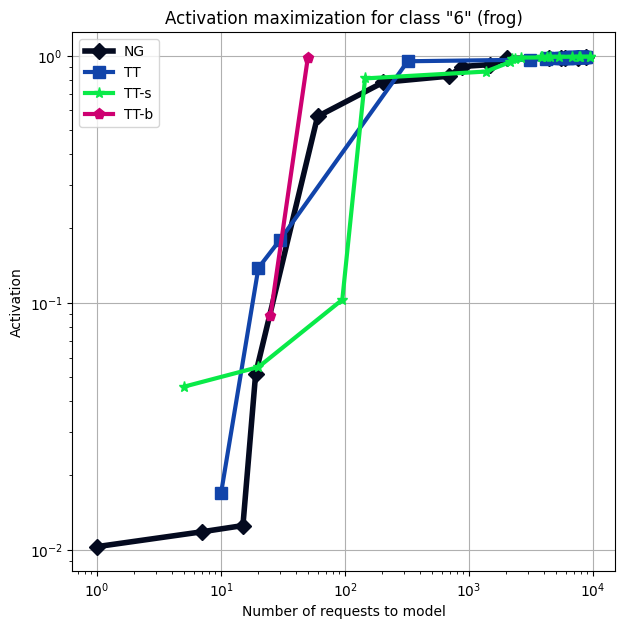 Activation maximization for class "6" (frog)
NG
TT
TT-s
TT-b
Activation
10⁰
10⁻¹
10⁻²
10⁰ 10¹ 10² 10³ 10⁴
Number of requests to model